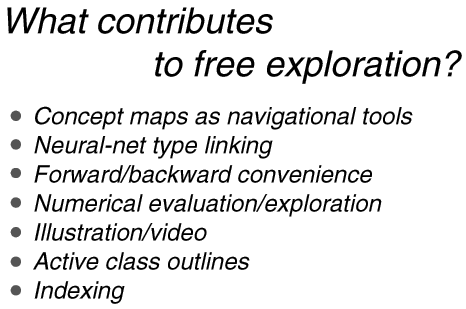 What contributes
to free exploration?
• Concept maps as navigational tools
• Neural-net type linking
• Forward/backward convenience
• Numerical evaluation/exploration
• Illustration/video
• Active class outlines
• Indexing